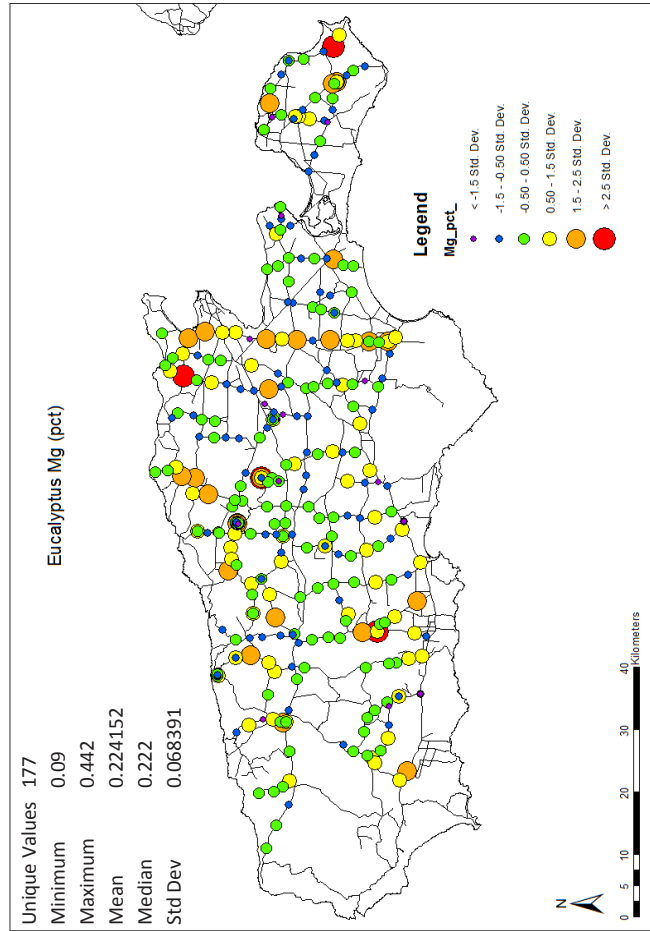 Unique Values 177
Minimum 0.09
Maximum 0.442
Mean 0.224152
Median 0.222
Std Dev 0.068391
Eucalyptus Mg (pct)
Legend
Mg_pct_
< -1.5 Std. Dev.
-1.5 - -0.50 Std. Dev.
-0.50 - 0.50 Std. Dev.
0.50 - 1.5 Std. Dev.
1.5 - 2.5 Std. Dev.
> 2.5 Std. Dev.
N
0 5 10 20 30 40
Kilometers